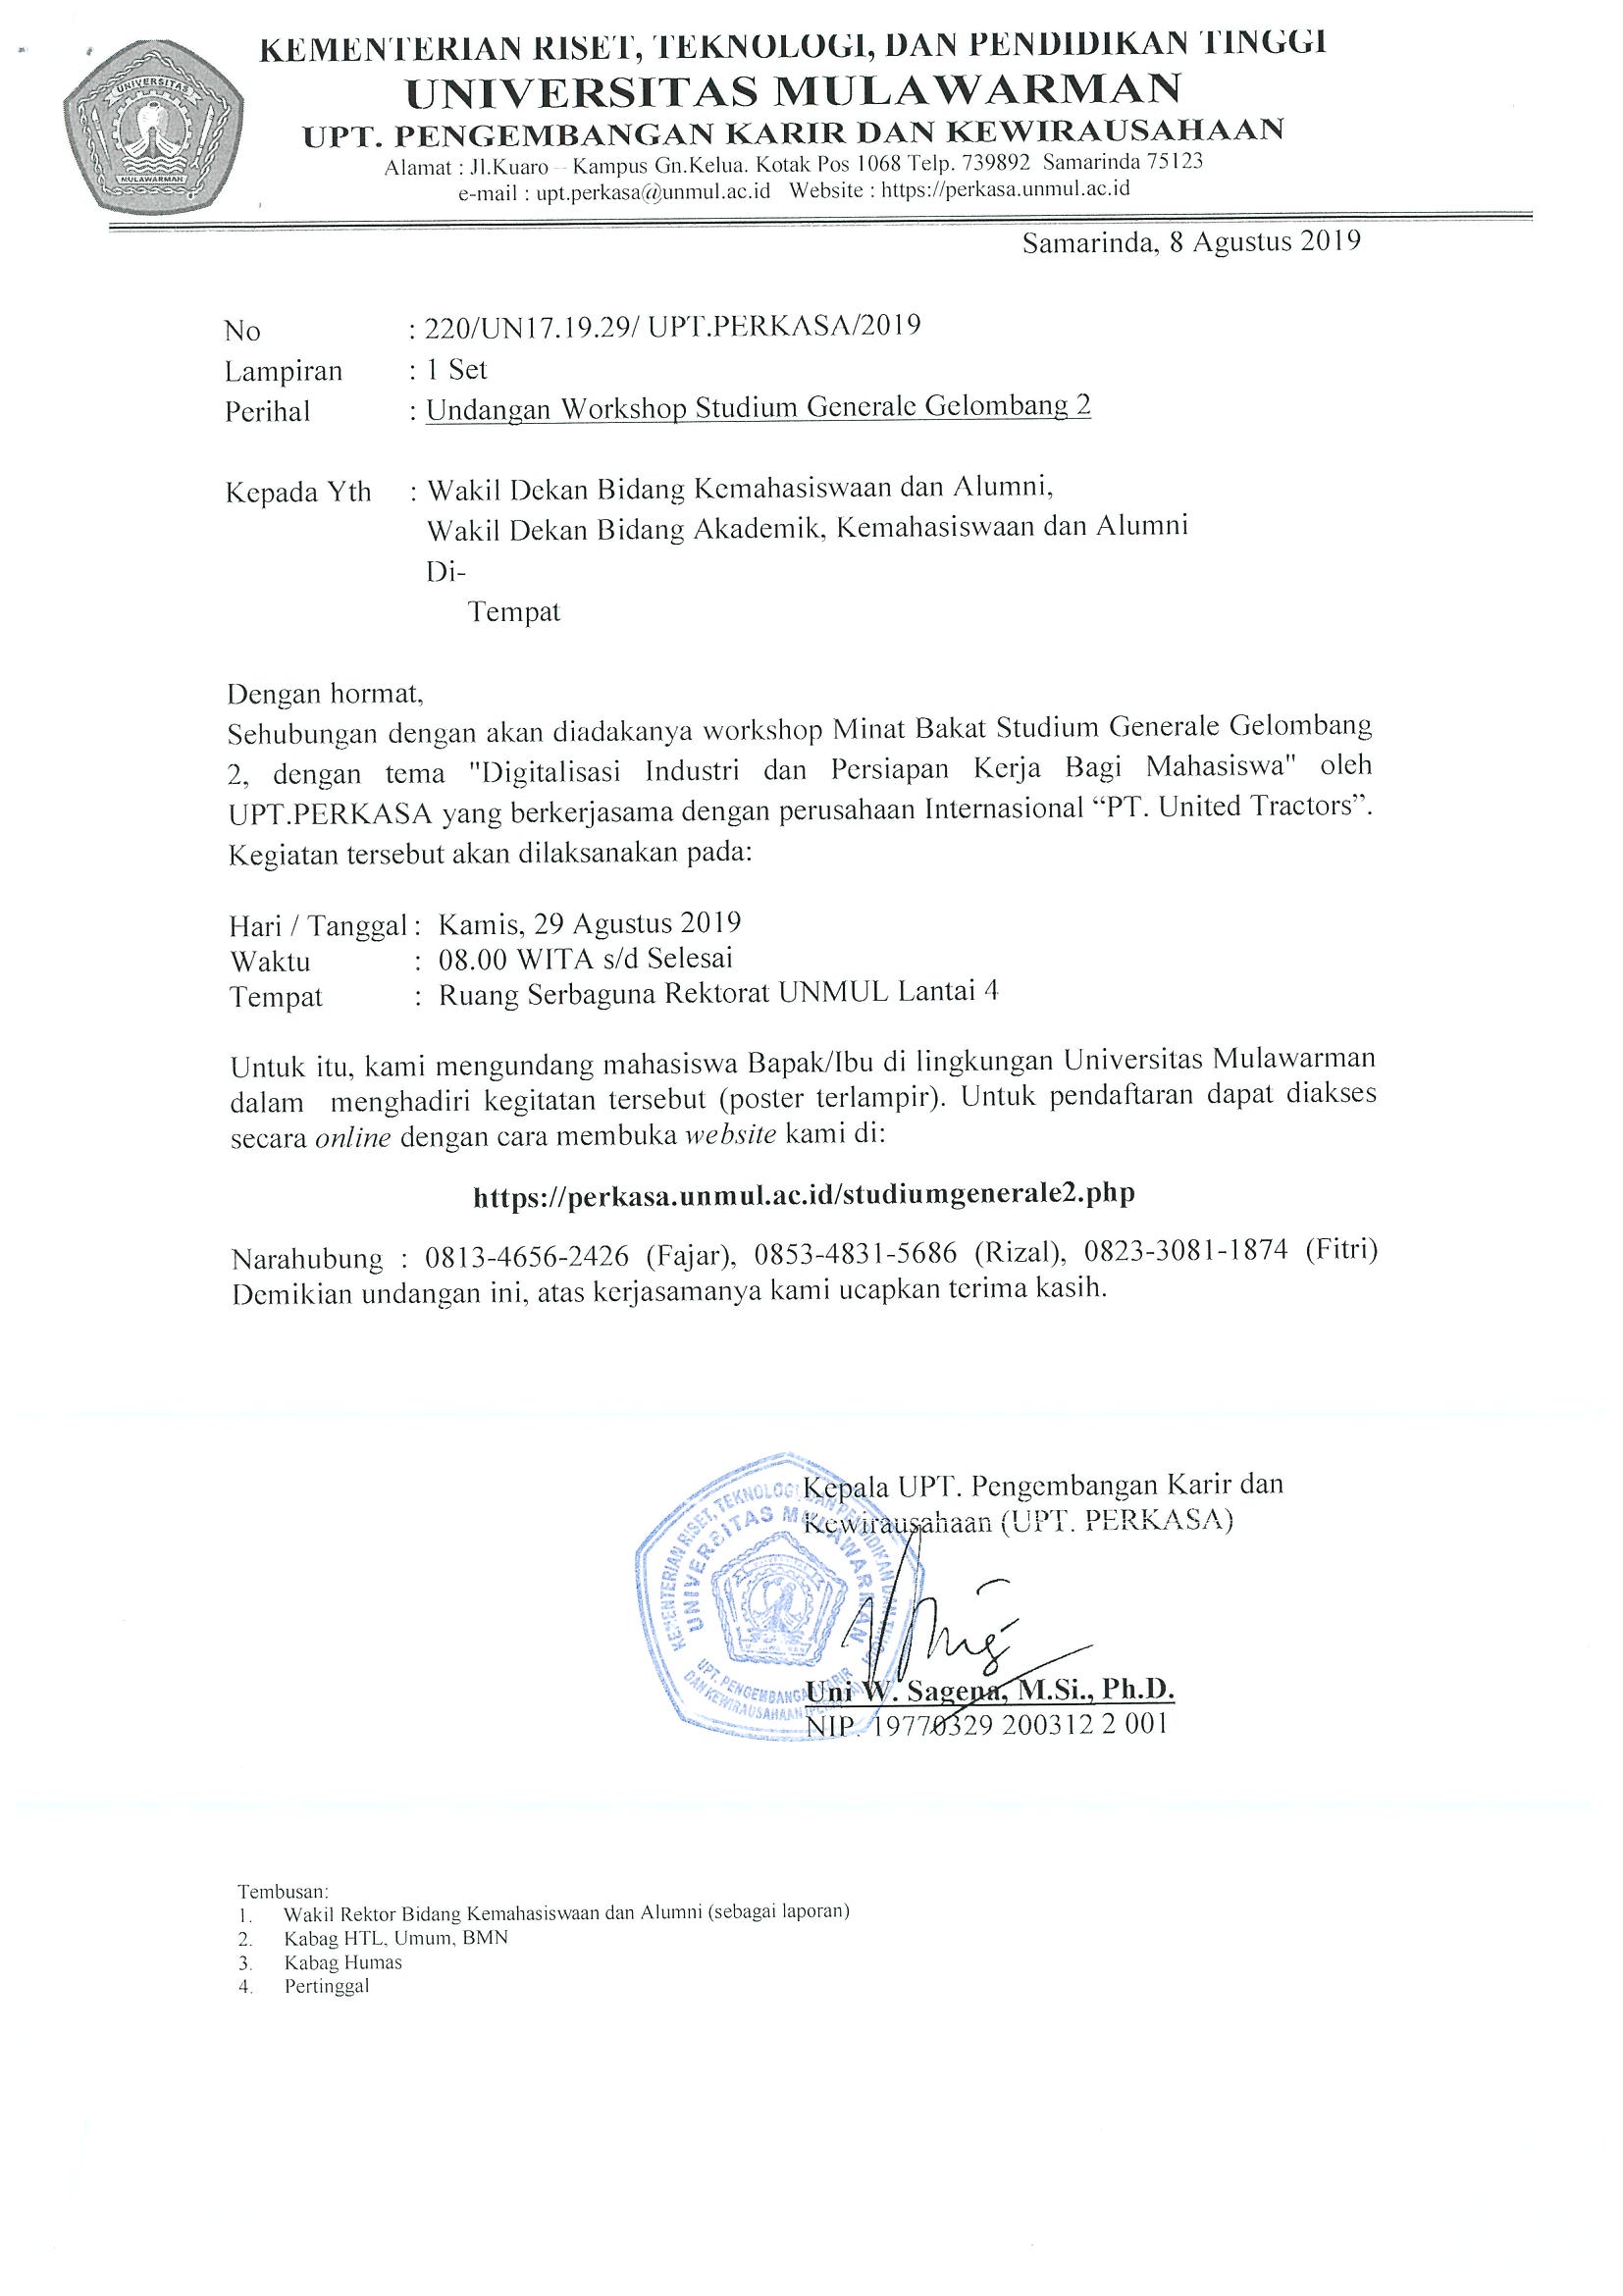 KEMENTERIAN RISET, TEKNOLOGI, DAN PENDIDIKAN TINGGI
UNIVERSITAS MULAWARMAN
UPT. PENGEMBANGAN KARIR DAN KEWIRAUSAHAAN
Alamat : Jl.Kuaro – Kampus Gn.Kelua. Kotak Pos 1068 Telp. 739892 Samarinda 75123
e-mail : upt.perkasa@unmul.ac.id Website : https://perkasa.unmul.ac.id
UNIVERSITAS
MULAWARMAN
Samarinda, 8 Agustus 2019
No : 220/UN17.19.29/ UPT.PERKASA/2019
Lampiran : 1 Set
Perihal : Undangan Workshop Studium Generale Gelombang 2
Kepada Yth : Wakil Dekan Bidang Kemahasiswaan dan Alumni,
Wakil Dekan Bidang Akademik, Kemahasiswaan dan Alumni
Di-
Tempat
Dengan hormat,
Sehubungan dengan akan diadakanya workshop Minat Bakat Studium Generale Gelombang
2, dengan tema "Digitalisasi Industri dan Persiapan Kerja Bagi Mahasiswa" oleh
UPT.PERKASA yang berkerjasama dengan perusahaan Internasional “PT. United Tractors”.
Kegiatan tersebut akan dilaksanakan pada:
Hari / Tanggal : Kamis, 29 Agustus 2019
Waktu : 08.00 WITA s/d Selesai
Tempat : Ruang Serbaguna Rektorat UNMUL Lantai 4
Untuk itu, kami mengundang mahasiswa Bapak/Ibu di lingkungan Universitas Mulawarman
dalam menghadiri kegitatan tersebut (poster terlampir). Untuk pendaftaran dapat diakses
secara online dengan cara membuka website kami di:
https://perkasa.unmul.ac.id/studiumgenerale2.php
Narahubung : 0813-4656-2426 (Fajar), 0853-4831-5686 (Rizal), 0823-3081-1874 (Fitri)
Demikian undangan ini, atas kerjasamanya kami ucapkan terima kasih.
Kepala UPT. Pengembangan Karir dan
Kewirausahaan (UPT. PERKASA)
KEMENTERIAN RISET, TEKNOLOGI, DAN PENDIDIKAN DAN TINGGI
UNIVERSITAS MULAWARMAN
UPT. PENGEMBANGAN KARIR
DAN KEWIRAUSAHAAN
Uni W. Sagena, M.Si., Ph.D.
NIP. 19770329 200312 2 001
Tembusan:
1. Wakil Rektor Bidang Kemahasiswaan dan Alumni (sebagai laporan)
2. Kabag HTL, Umum, BMN
3. Kabag Humas
4. Pertinggal